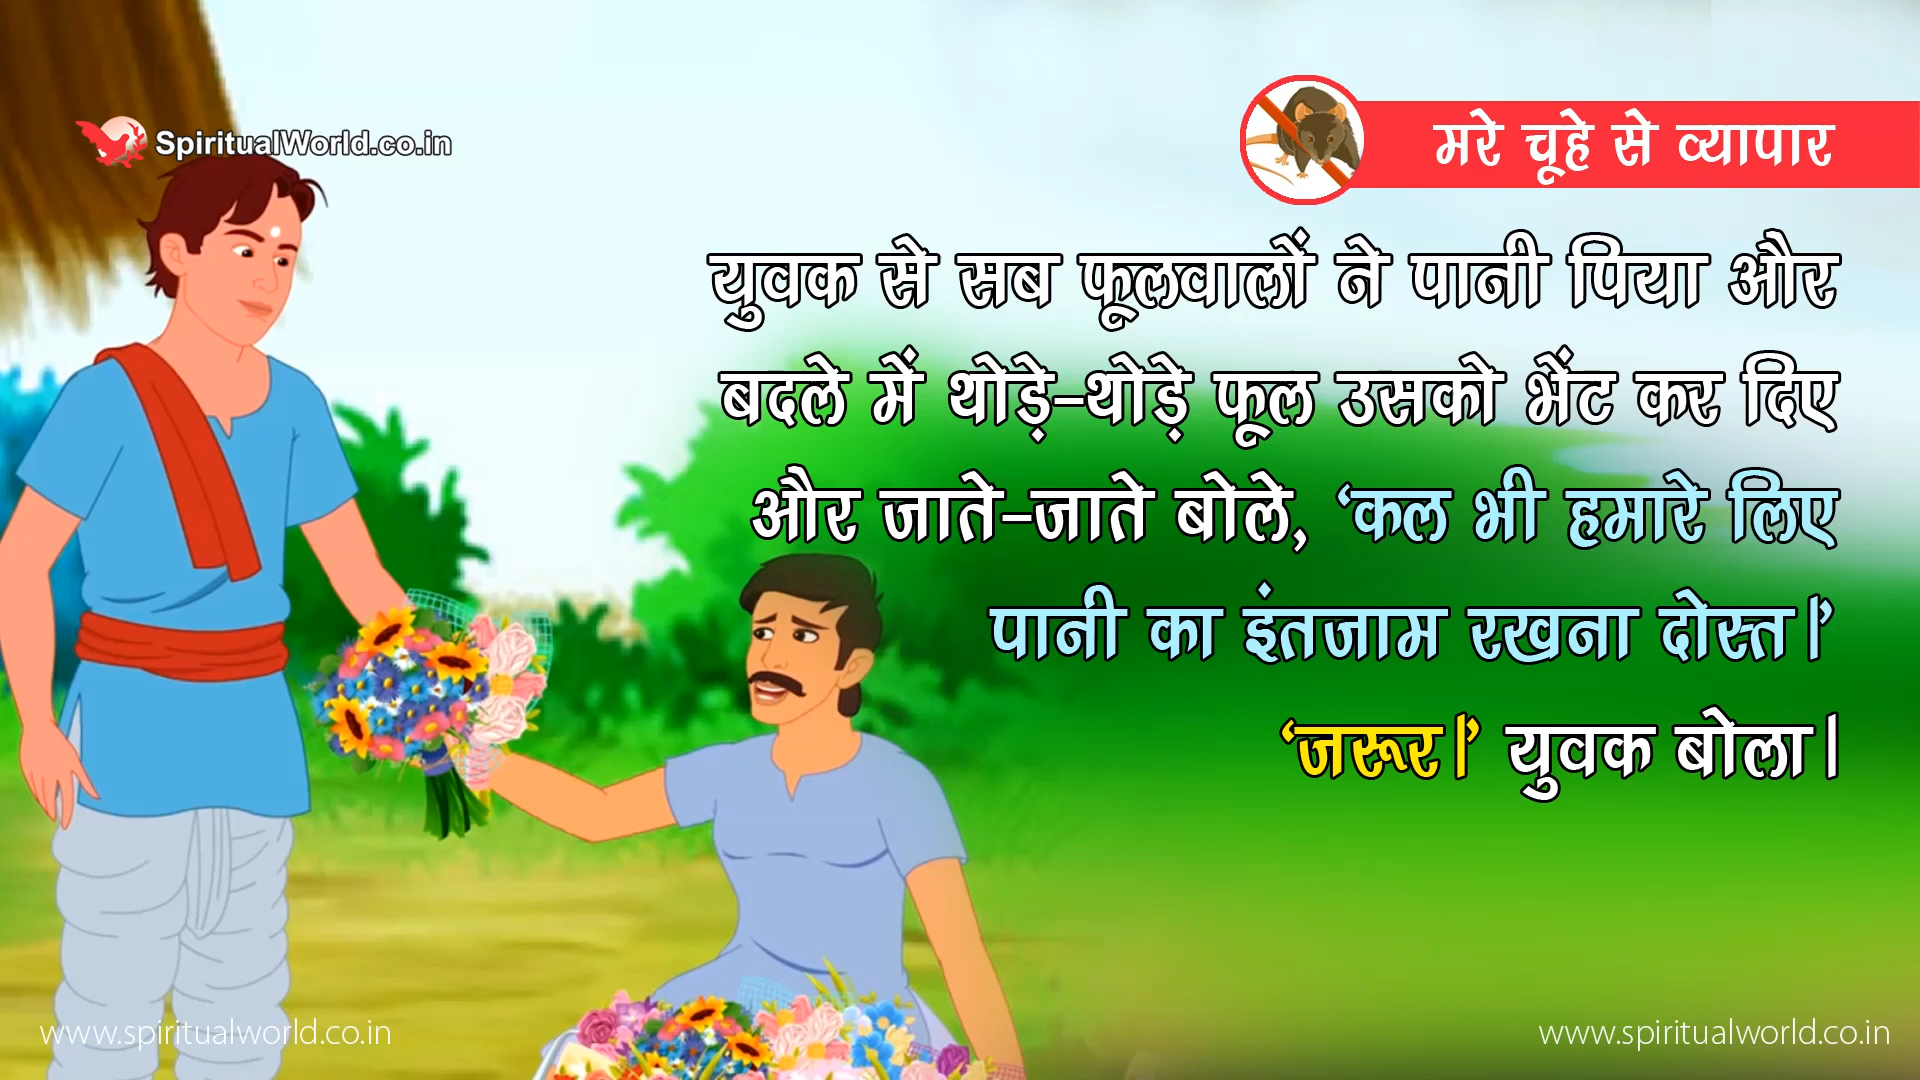 SpiritualWorld.co.in
मरे चूहे से व्यापार
युवक से सब फूलवालों ने पानी पिया और
बदले में थोड़े-थोड़े फूल उसको भेंट कर दिए
और जाते-जाते बोले, ‘कल भी हमारे लिए
पानी का इंतजाम रखना दोस्त।’
‘जरूर।’ युवक बोला।
www.spiritualworld.co.in
www.spiritualworld.co.in